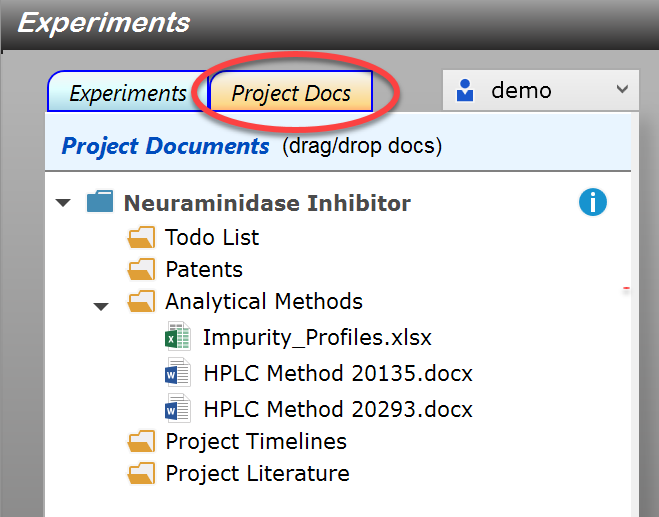 Experiments
Experiments Project Docs demo
Project Documents (drag/drop docs)
Neuraminidase Inhibitor
Todo List
Patents
Analytical Methods
Impurity_Profiles.xlsx
HPLC Method 20135.docx
HPLC Method 20293.docx
Project Timelines
Project Literature